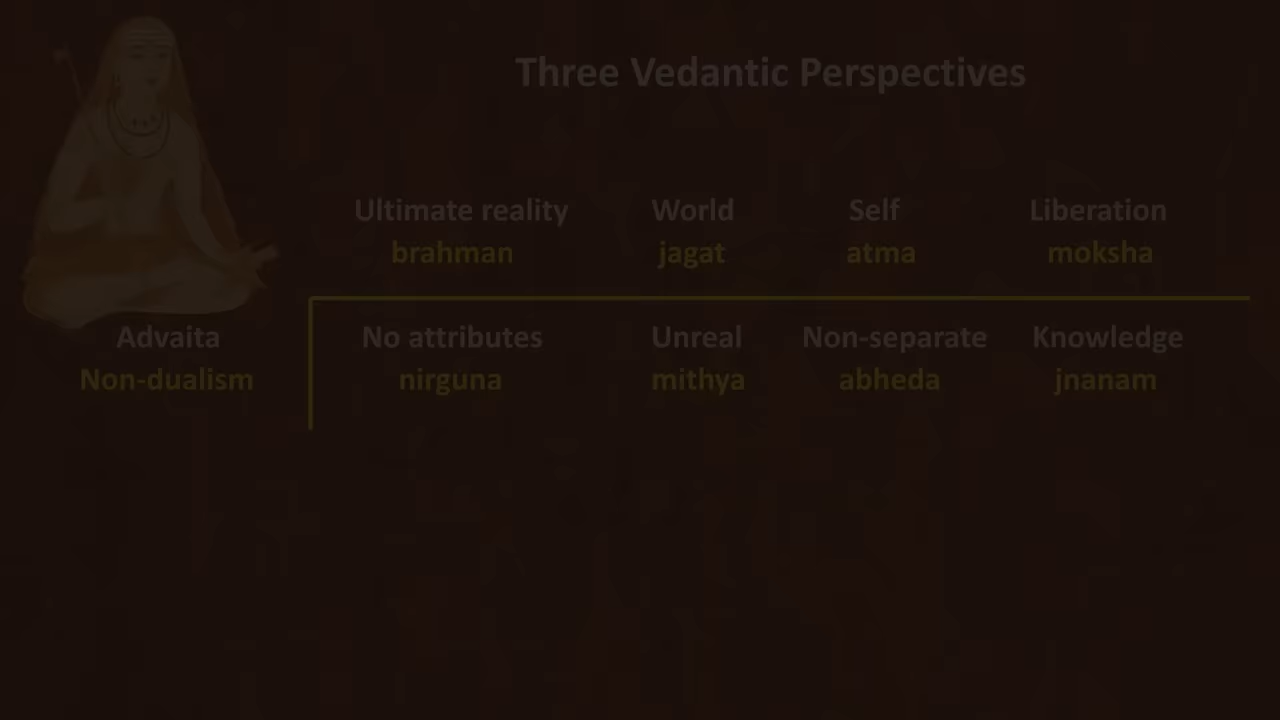 Three Vedantic Perspectives
Ultimate reality World Self Liberation
brahman jagat atma moksha
Advaita No attributes Unreal Non-separate Knowledge
Non-dualism nirguna mithya abheda jnanam